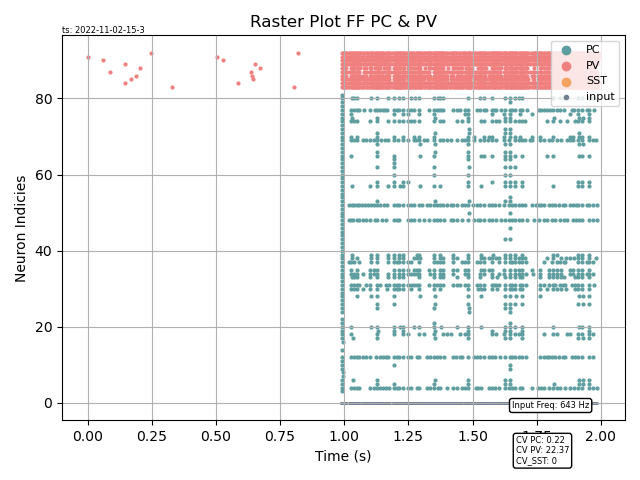 Raster Plot FF PC & PV
ts: 2022-11-02-15-3
PC
PV
SST
input
80
60
40
20
0
Neuron Indicies
Input Freq: 643 Hz
0.00 0.25 0.50 0.75 1.00 1.25 1.50 1.75 2.00
Time (s)
CV PC: 0.22
CV PV: 22.37
CV_SST: 0